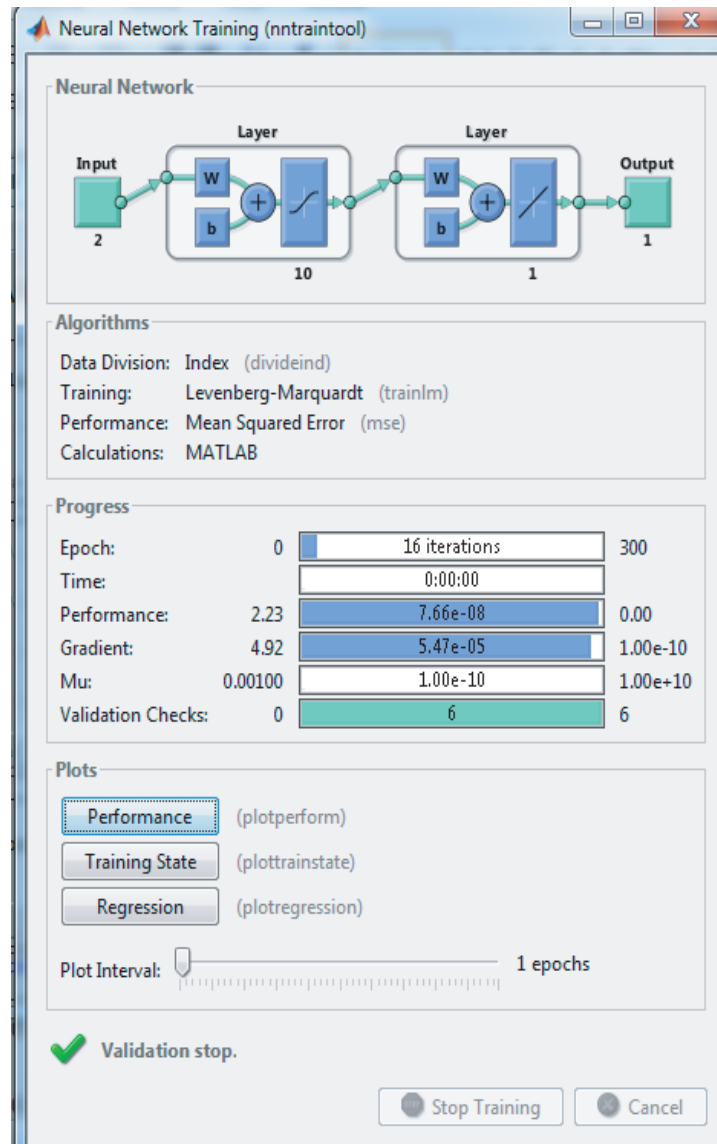 Neural Network Training (nntraintool)
Neural Network
Layer Layer
Input Output
W W
+ +
b b
2 1
10 1
Algorithms
Data Division: Index (divideind)
Training: Levenberg-Marquardt (trainlm)
Performance: Mean Squared Error (mse)
Calculations: MATLAB
Progress
Epoch: 0 16 iterations 300
Time: 0:00:00
Performance: 2.23 7.66e-08 0.00
Gradient: 4.92 5.47e-05 1.00e-10
Mu: 0.00100 1.00e-10 1.00e+10
Validation Checks: 0 6 6
Plots
Performance (plotperform)
Training State (plottrainstate)
Regression (plotregression)
Plot Interval: 1 epochs
Validation stop.
Stop Training Cancel